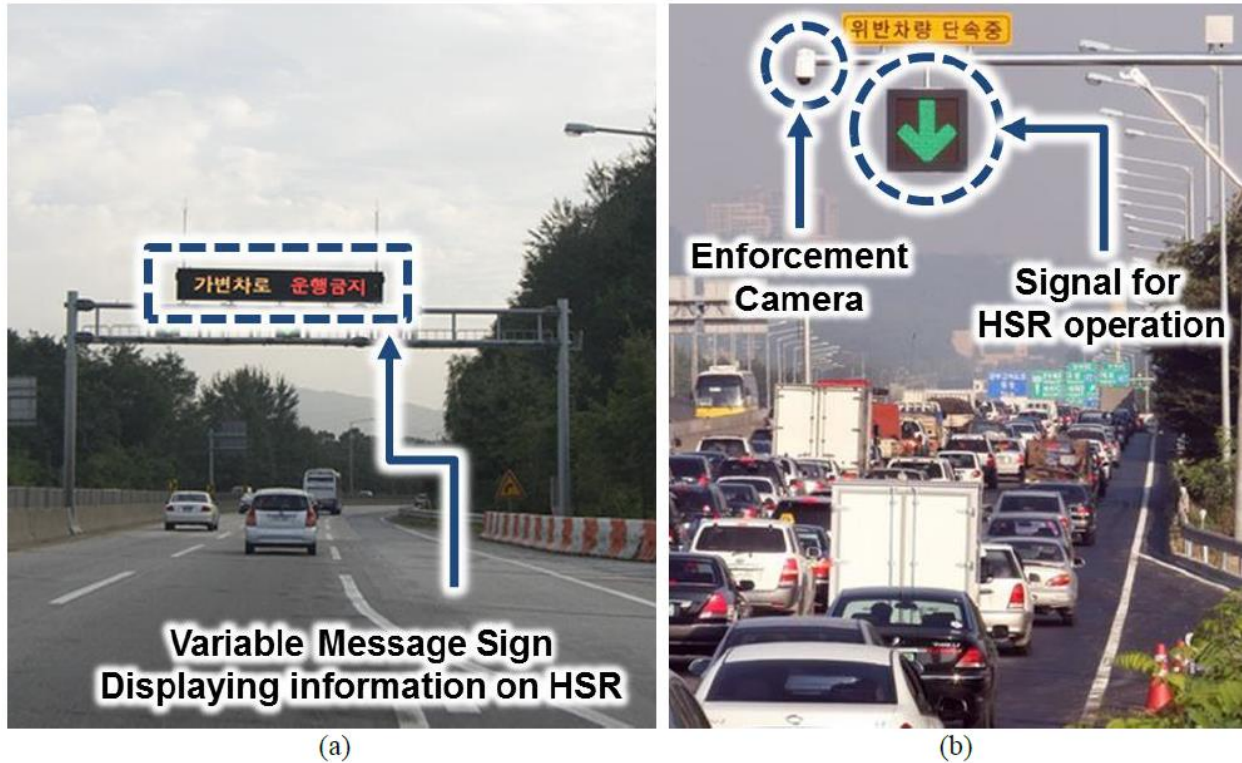 가변차로 운행금지
Variable Message Sign
Displaying information on HSR
(a)
위반차량 단속중
Enforcement
Camera
Signal for
HSR operation
(b)